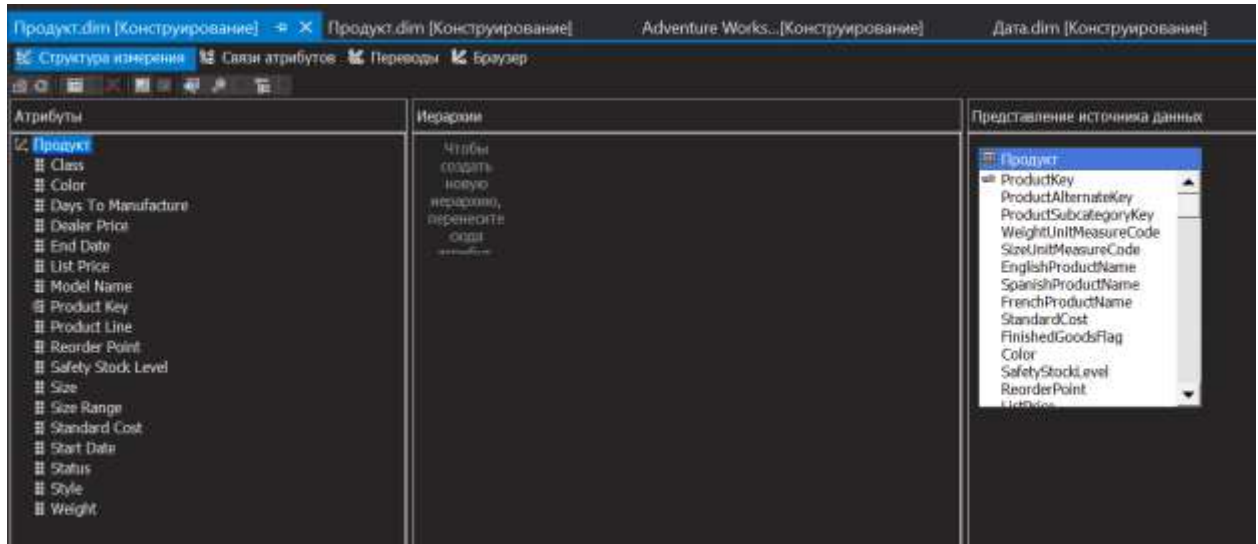 Продукт.dim [Конструирование] Продукт.dim [Конструирование] Adventure Works...[Конструирование] Дата.dim [Конструирование]
Структура измерения Связи атрибутов Переводы Браузер
Атрибуты
Продукт
Class
Color
Days To Manufacture
Dealer Price
End Date
List Price
Model Name
Product Key
Product Line
Reorder Point
Safety Stock Level
Size
Size Range
Standard Cost
Start Date
Status
Style
Weight
Иерархии
Чтобы
создать
новую
иерархию,
перенесите
сюда
Представление источника данных
Продукт
ProductKey
ProductAlternateKey
ProductSubcategoryKey
WeightUnitMeasureCode
SizeUnitMeasureCode
EnglishProductName
SpanishProductName
FrenchProductName
StandardCost
FinishedGoodsFlag
Color
SafetyStockLevel
ReorderPoint
ListPrice